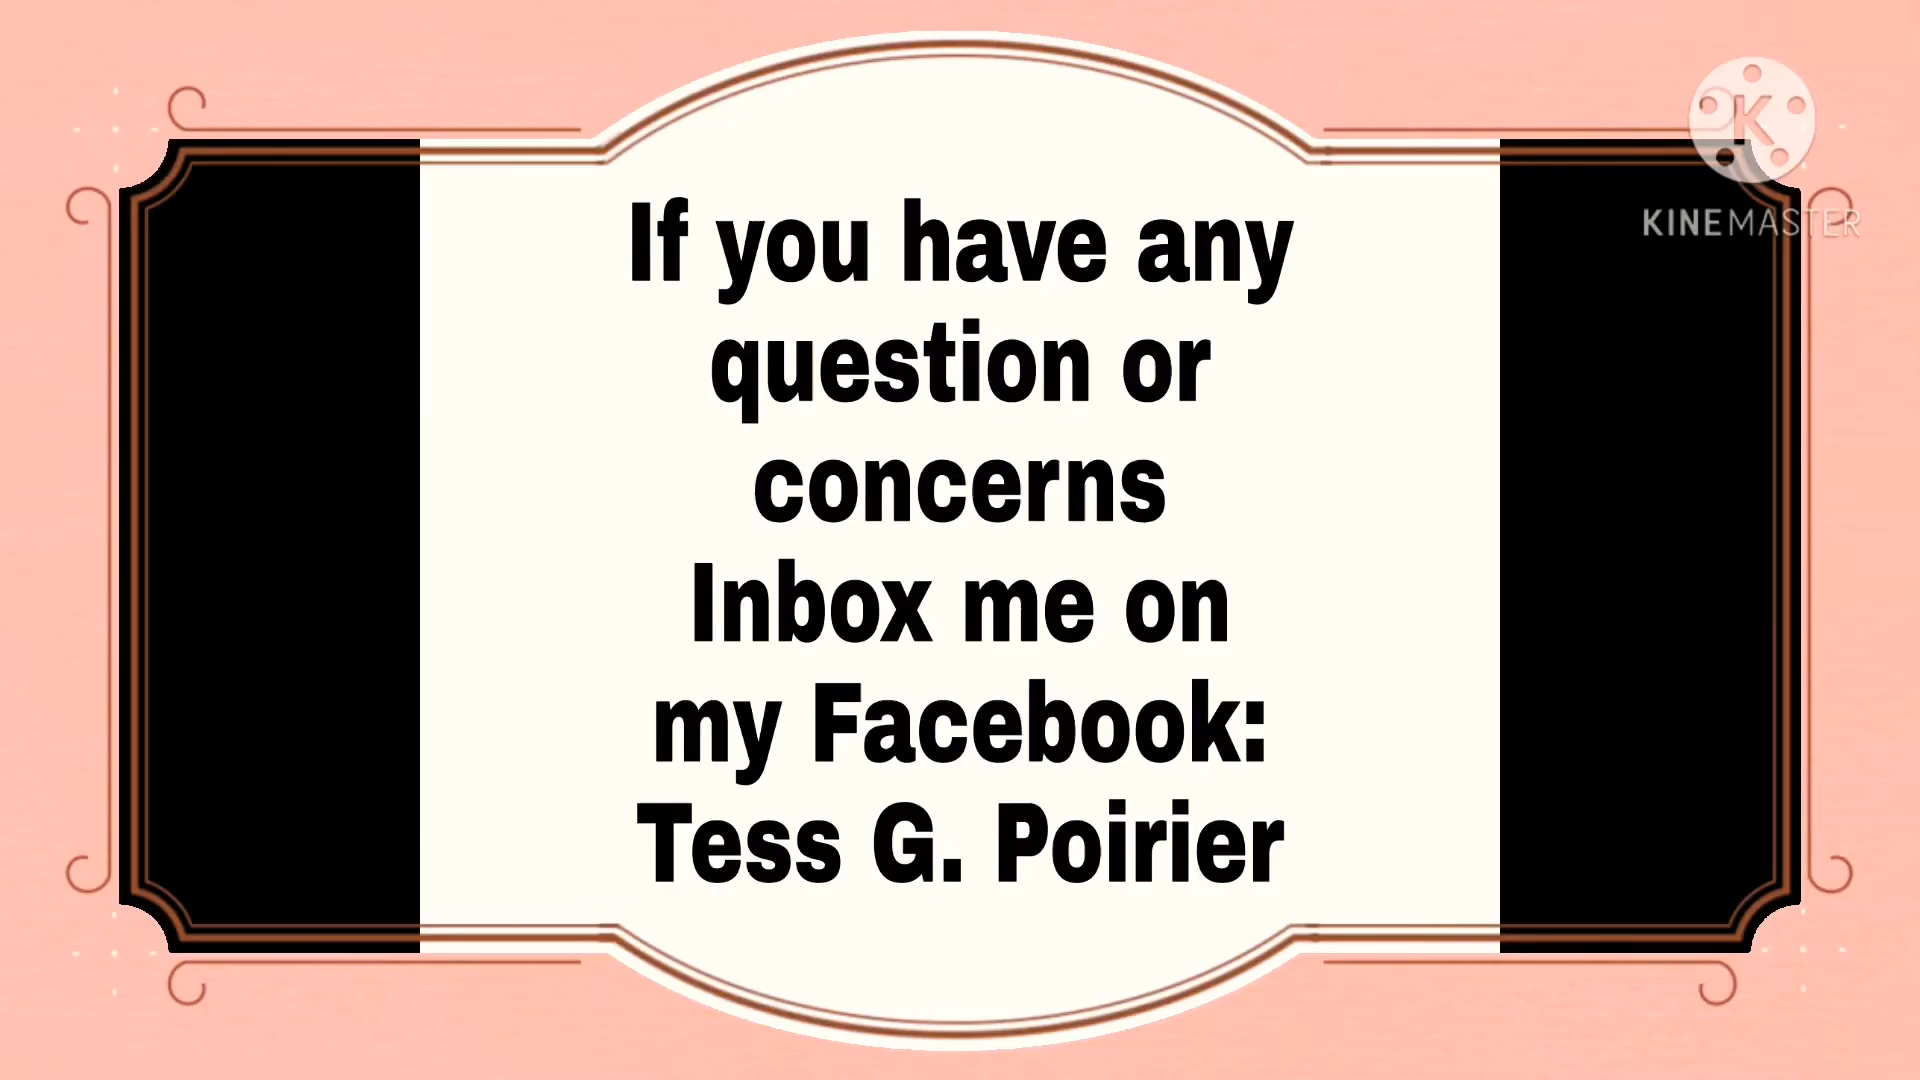 If you have any
question or
concerns
Inbox me on
my Facebook:
Tess G. Poirier
K
KINEMASTER